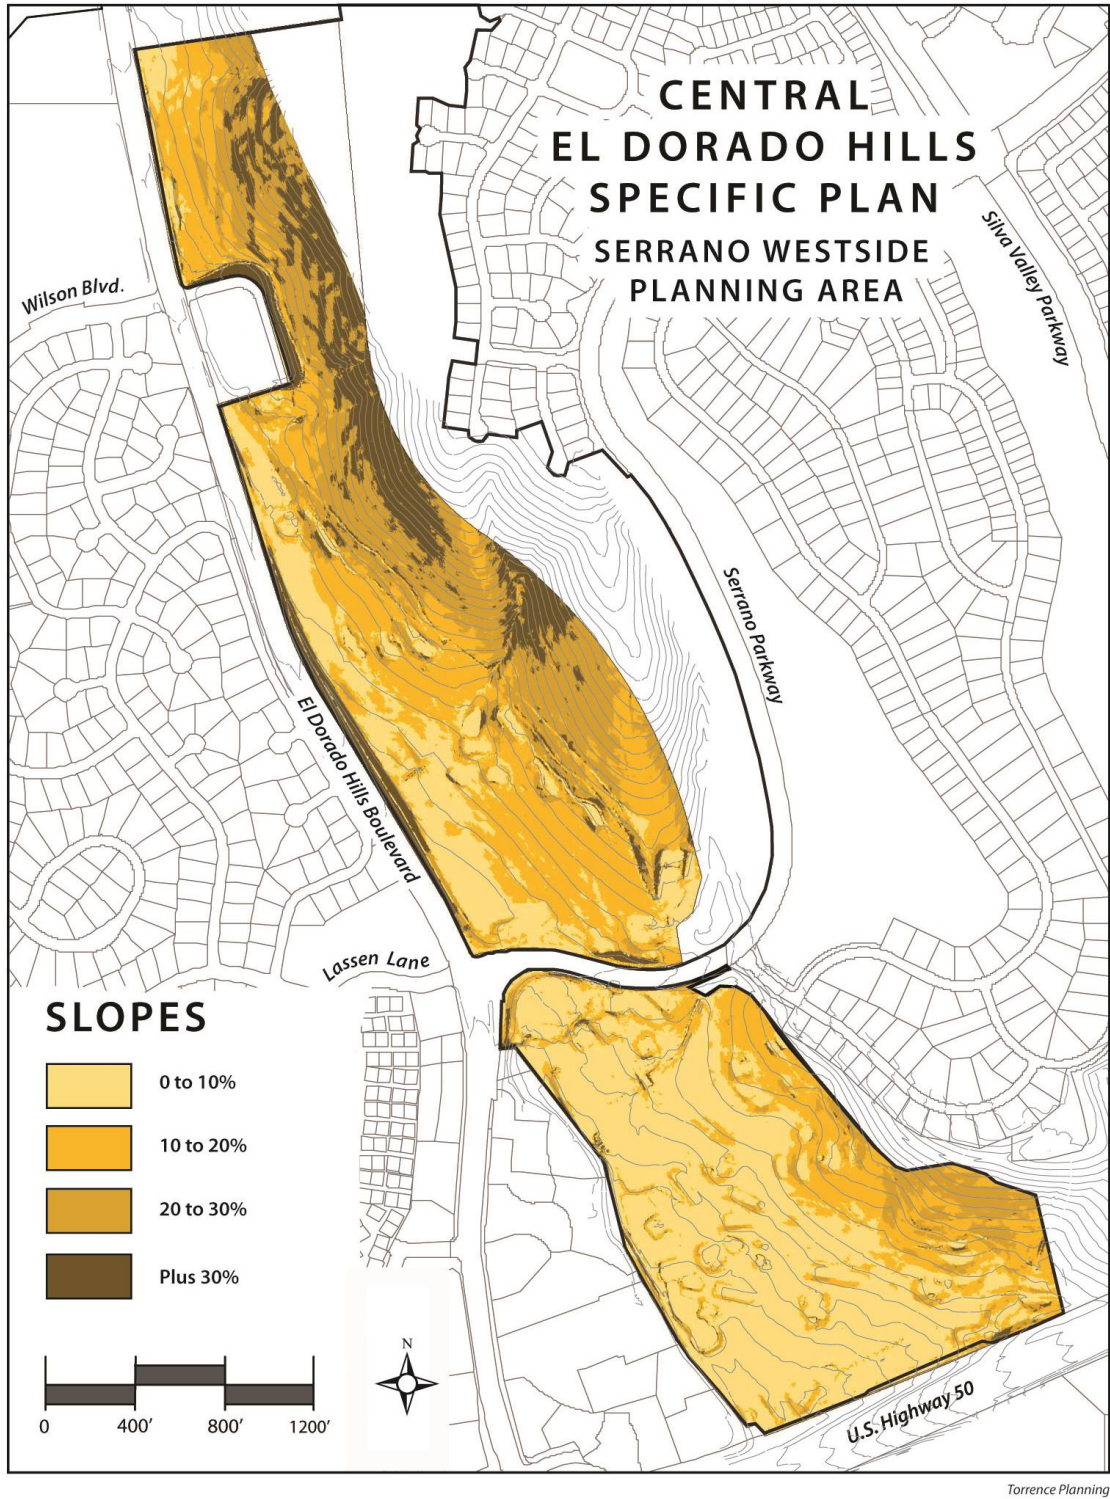 CENTRAL
EL DORADO HILLS
SPECIFIC PLAN
SERRANO WESTSIDE
PLANNING AREA
Silva Valley Parkway
Wilson Blvd.
Serrano Parkway
El Dorado Hills Boulevard
Lassen Lane
SLOPES
0 to 10%
10 to 20%
20 to 30%
Plus 30%
N
0 400' 800' 1200'
U.S. Highway 50
Torrence Planning